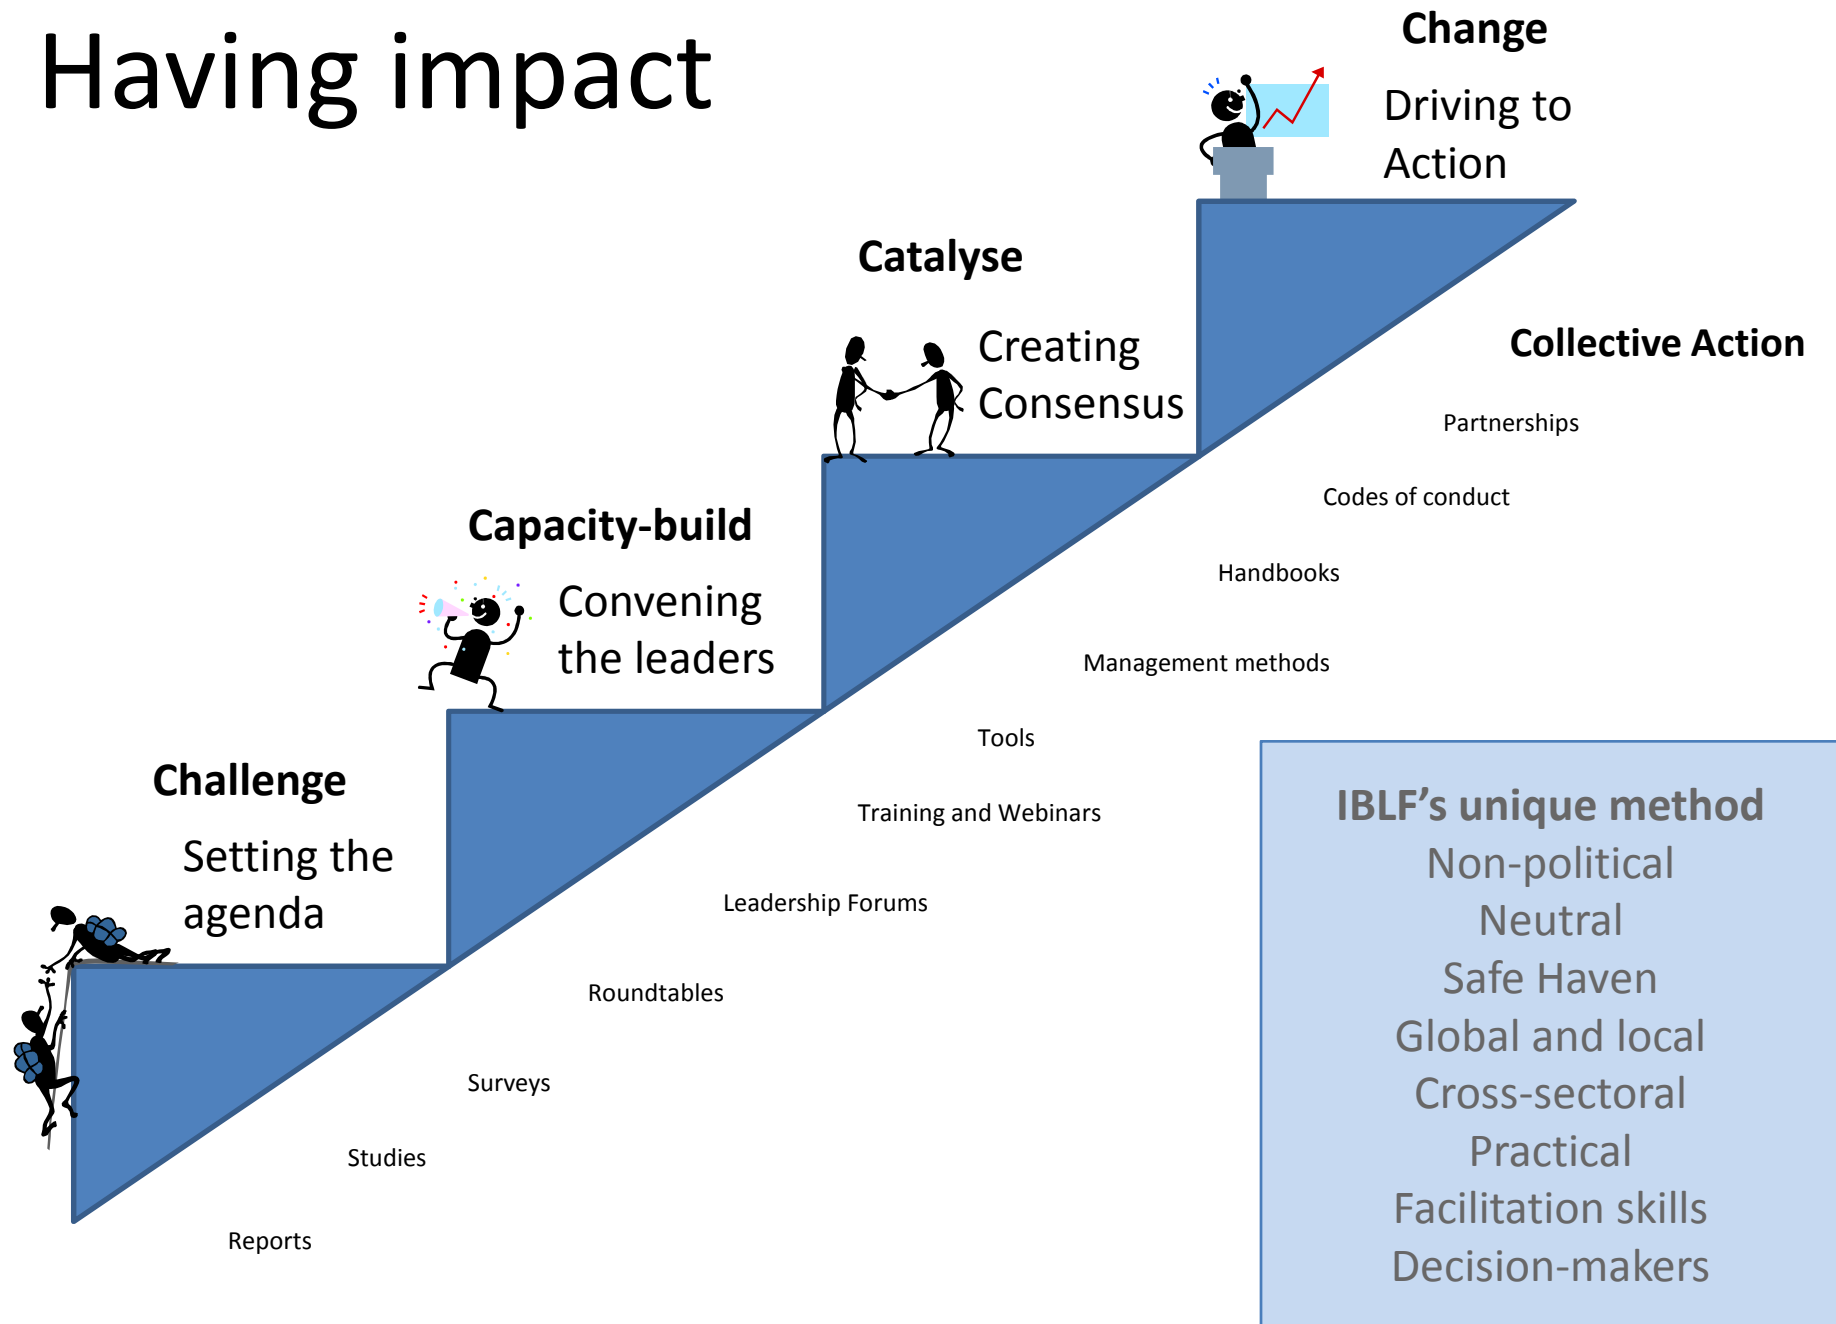 Having impact
Change
Driving to
Action
Catalyse
Creating
Consensus
Capacity-build
Convening
the leaders
Challenge
Setting the
agenda
Collective Action
Partnerships
Codes of conduct
Handbooks
Management methods
Tools
Training and Webinars
Leadership Forums
Roundtables
Surveys
Studies
Reports
IBLF’s unique method
Non-political
Neutral
Safe Haven
Global and local
Cross-sectoral
Practical
Facilitation skills
Decision-makers